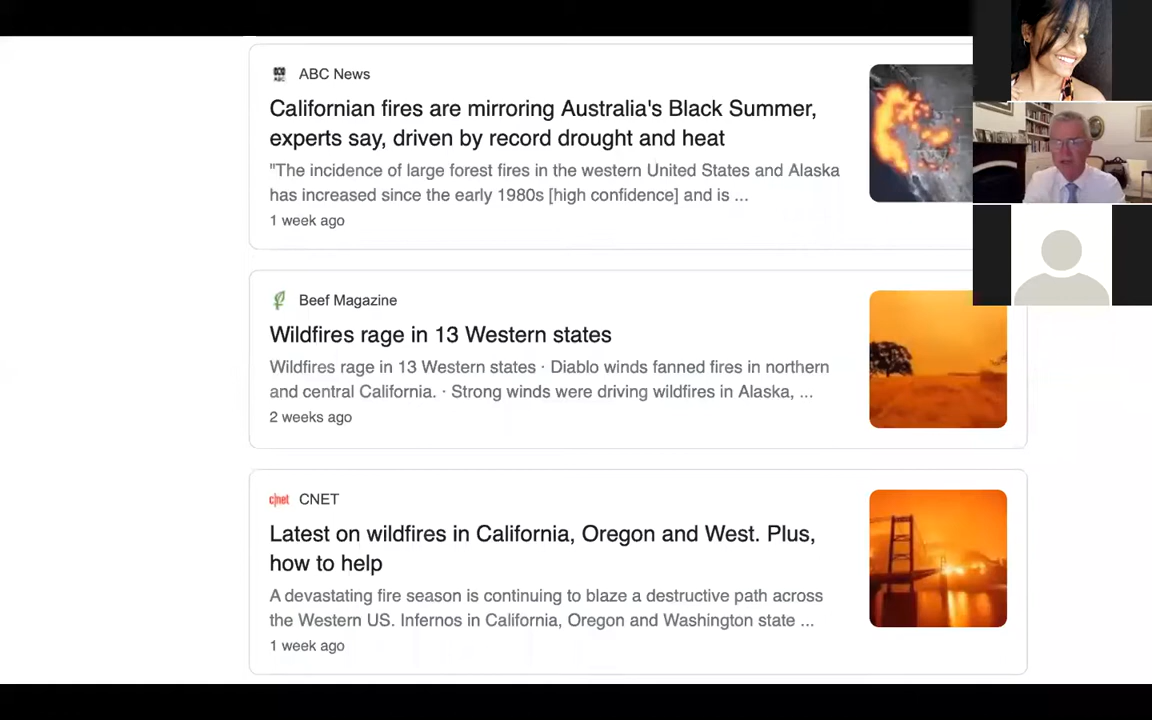 ABC
ABC News
Californian fires are mirroring Australia's Black Summer,
experts say, driven by record drought and heat
"The incidence of large forest fires in the western United States and Alaska
has increased since the early 1980s [high confidence] and is ...
1 week ago
Beef Magazine
Wildfires rage in 13 Western states
Wildfires rage in 13 Western states · Diablo winds fanned fires in northern
and central California. · Strong winds were driving wildfires in Alaska, ...
2 weeks ago
c|net CNET
Latest on wildfires in California, Oregon and West. Plus,
how to help
A devastating fire season is continuing to blaze a destructive path across
the Western US. Infernos in California, Oregon and Washington state ...
1 week ago